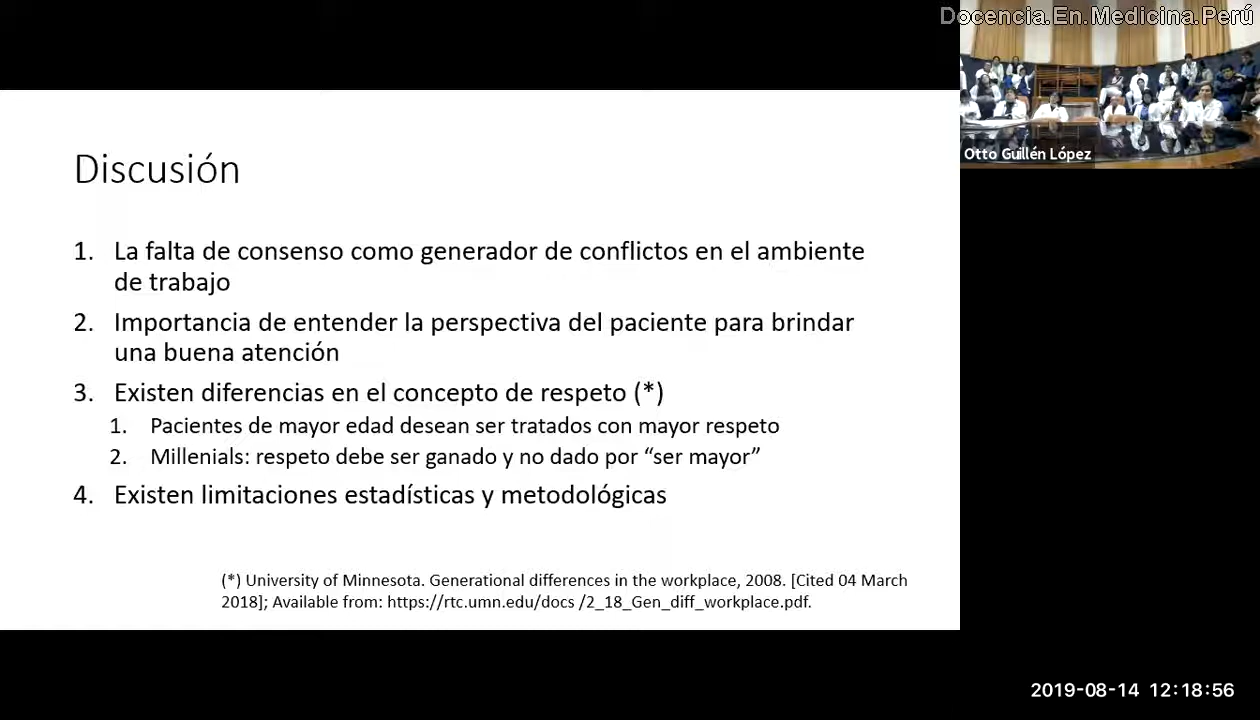 Docencia.En.Medicina.Perú
Otto Guillén López
Discusión
1. La falta de consenso como generador de conflictos en el ambiente
de trabajo
2. Importancia de entender la perspectiva del paciente para brindar
una buena atención
3. Existen diferencias en el concepto de respeto (*)
1. Pacientes de mayor edad desean ser tratados con mayor respeto
2. Millenials: respeto debe ser ganado y no dado por “ser mayor”
4. Existen limitaciones estadísticas y metodológicas
(*) University of Minnesota. Generational differences in the workplace, 2008. [Cited 04 March
2018]; Available from: https://rtc.umn.edu/docs /2_18_Gen_diff_workplace.pdf.
2019-08-14 12:18:56